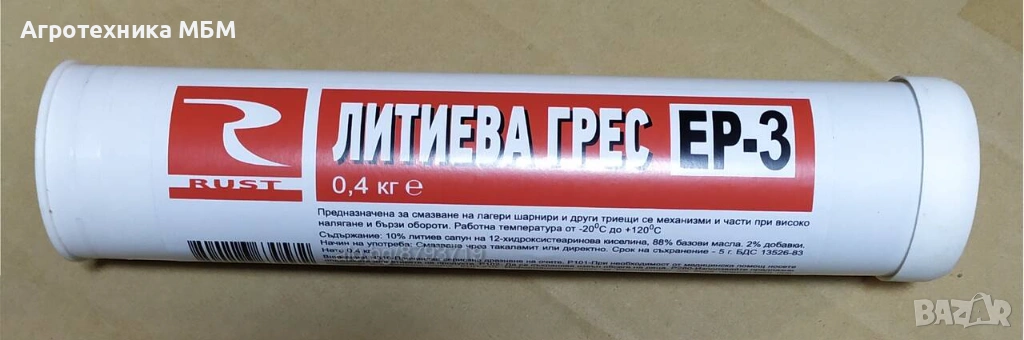 Агротехника МБМ
RUST
ЛИТИЕВА ГРЕС EP-3
0,4 кг e
Предназначена за смазване на лагери шарнири и други триещи се механизми и части при високо
налягане и бързи обороти. Работна температура от -20⁰С до +120⁰С
Съдържание: 10% литиев сапун на 12-хидроксистеаринова киселина, 88% базови масла, 2% добавки.
Начин на употреба: Смазване чрез такаламит или директно. Срок на съхранение - 5 г. БДС 13526-83
BAZAR